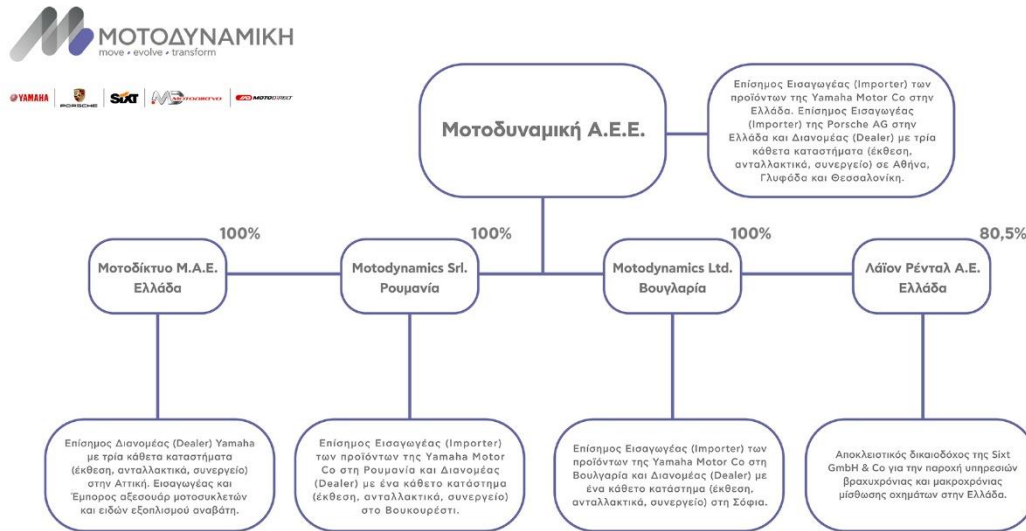 ΜΟΤΟΔΥΝΑΜΙΚΗ
move • evolve • transform
YAMAHA
PORSCHE
SIXT
ΜΟΤΟΔΙΚΤΥΟ
MOTODIRECT
Μοτοδυναμική Α.Ε.Ε.
Επίσημος Εισαγωγέας (Importer) των
προϊόντων της Yamaha Motor Co στην
Ελλάδα. Επίσημος Εισαγωγέας
(Importer) της Porsche AG στην
Ελλάδα και Διανομέας (Dealer) με τρία
κάθετα καταστήματα (έκθεση,
ανταλλακτικά, συνεργείο) σε Αθήνα,
Γλυφάδα και Θεσσαλονίκη.
100%
Μοτοδίκτυο Μ.Α.Ε.
Ελλάδα
100%
Motodynamics Srl.
Ρουμανία
100%
Motodynamics Ltd.
Βουγλαρία
80,5%
Λάϊον Ρένταλ Α.Ε.
Ελλάδα
Επίσημος Διανομέας (Dealer) Yamaha
με τρία κάθετα καταστήματα
(έκθεση, ανταλλακτικά, συνεργείο)
στην Αττική. Εισαγωγέας και
Έμπορος αξεσουάρ μοτοσυκλετών
και ειδών εξοπλισμού αναβάτη.
Επίσημος Εισαγωγέας (Importer)
των προϊόντων της Yamaha Motor
Co στη Ρουμανία και Διανομέας
(Dealer) με ένα κάθετο κατάστημα
(έκθεση, ανταλλακτικά, συνεργείο)
στο Βουκουρέστι.
Επίσημος Εισαγωγέας (Importer) των
προϊόντων της Yamaha Motor Co στη
Βουλγαρία και Διανομέας (Dealer) με
ένα κάθετο κατάστημα (έκθεση,
ανταλλακτικά, συνεργείο) στη Σόφια.
Αποκλειστικός δικαιοδόχος της Sixt
GmbH & Co για την παροχή υπηρεσιών
βραχυχρόνιας και μακροχρόνιας
μίσθωσης οχημάτων στην Ελλάδα.